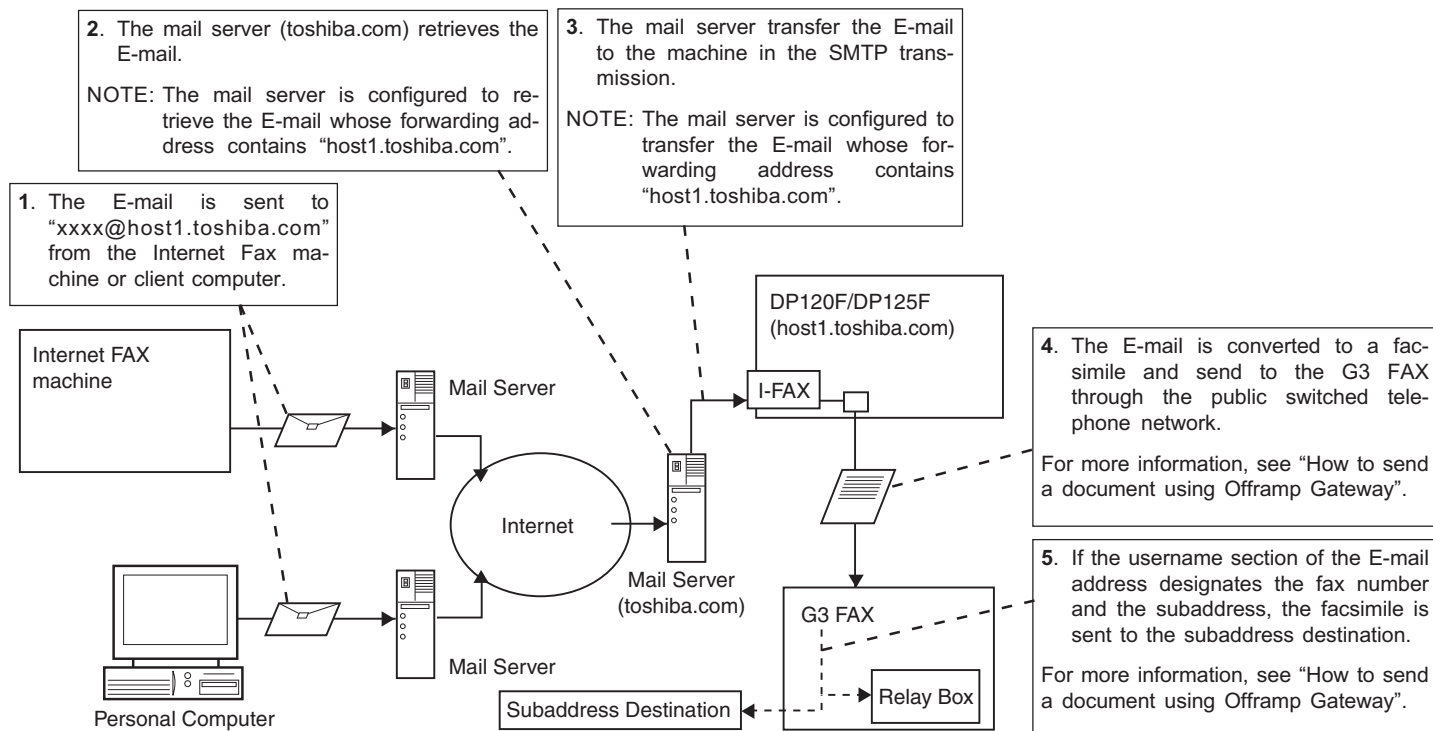 2. The mail server (toshiba.com) retrieves the
E-mail.
NOTE: The mail server is configured to re-
trieve the E-mail whose forwarding ad-
dress contains “host1.toshiba.com”.
3. The mail server transfer the E-mail
to the machine in the SMTP trans-
mission.
NOTE: The mail server is configured to
transfer the E-mail whose for-
warding address contains
“host1.toshiba.com”.
1. The E-mail is sent to
“xxxx@host1.toshiba.com”
from the Internet Fax ma-
chine or client computer.
Internet FAX
machine
Mail Server
DP120F/DP125F
(host1.toshiba.com)
I-FAX
4. The E-mail is converted to a fac-
simile and send to the G3 FAX
through the public switched tele-
phone network.
For more information, see “How to send
a document using Offramp Gateway”.
Internet
Mail Server
(toshiba.com)
Mail Server
Personal Computer
G3 FAX
Relay Box
Subaddress Destination
5. If the username section of the E-mail
address designates the fax number
and the subaddress, the facsimile is
sent to the subaddress destination.
For more information, see “How to send
a document using Offramp Gateway”.